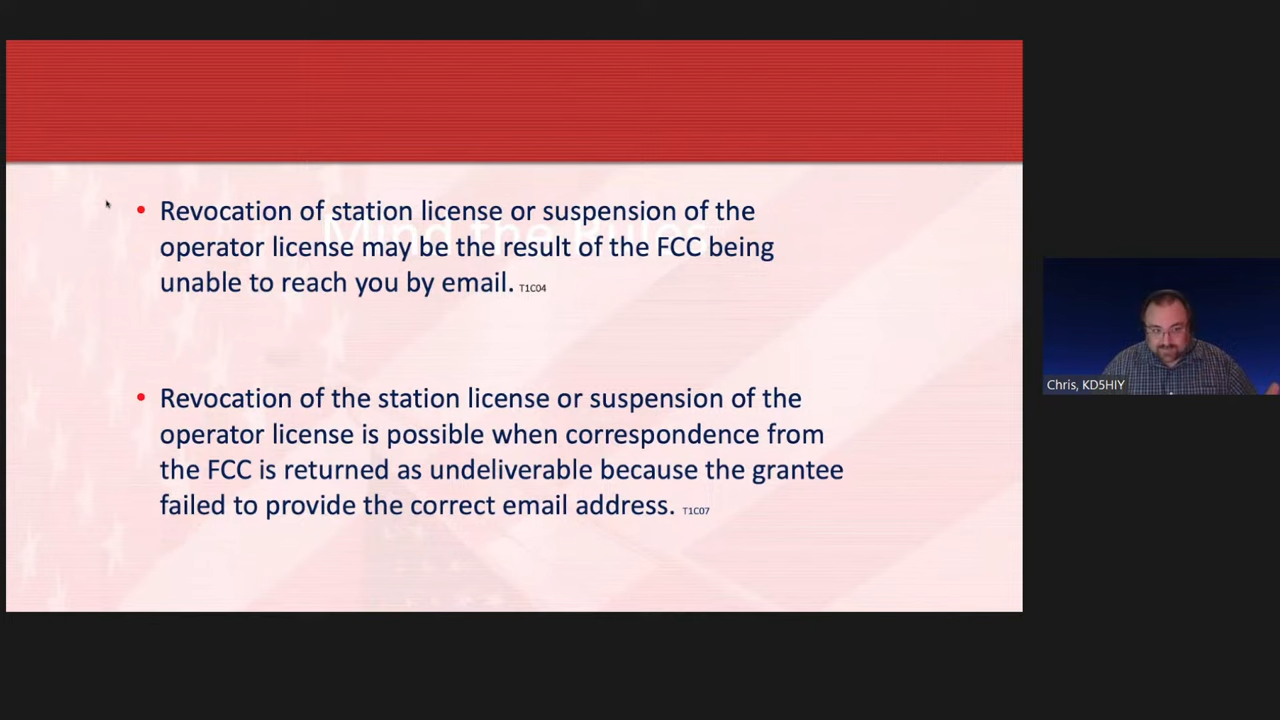 Mind the Rules
• Revocation of station license or suspension of the
operator license may be the result of the FCC being
unable to reach you by email. T1C04
• Revocation of the station license or suspension of the
operator license is possible when correspondence from
the FCC is returned as undeliverable because the grantee
failed to provide the correct email address. T1C07
Chris, KD5HIY